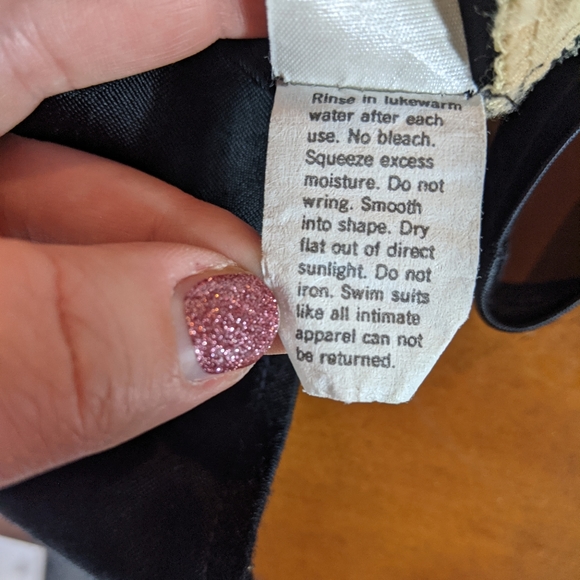 Rinse in lukewarm
water after each
use. No bleach.
Squeeze excess
moisture. Do not
wring. Smooth
into shape. Dry
flat out of direct
sunlight. Do not
iron. Swim suits
like all intimate
apparel can not
be returned.